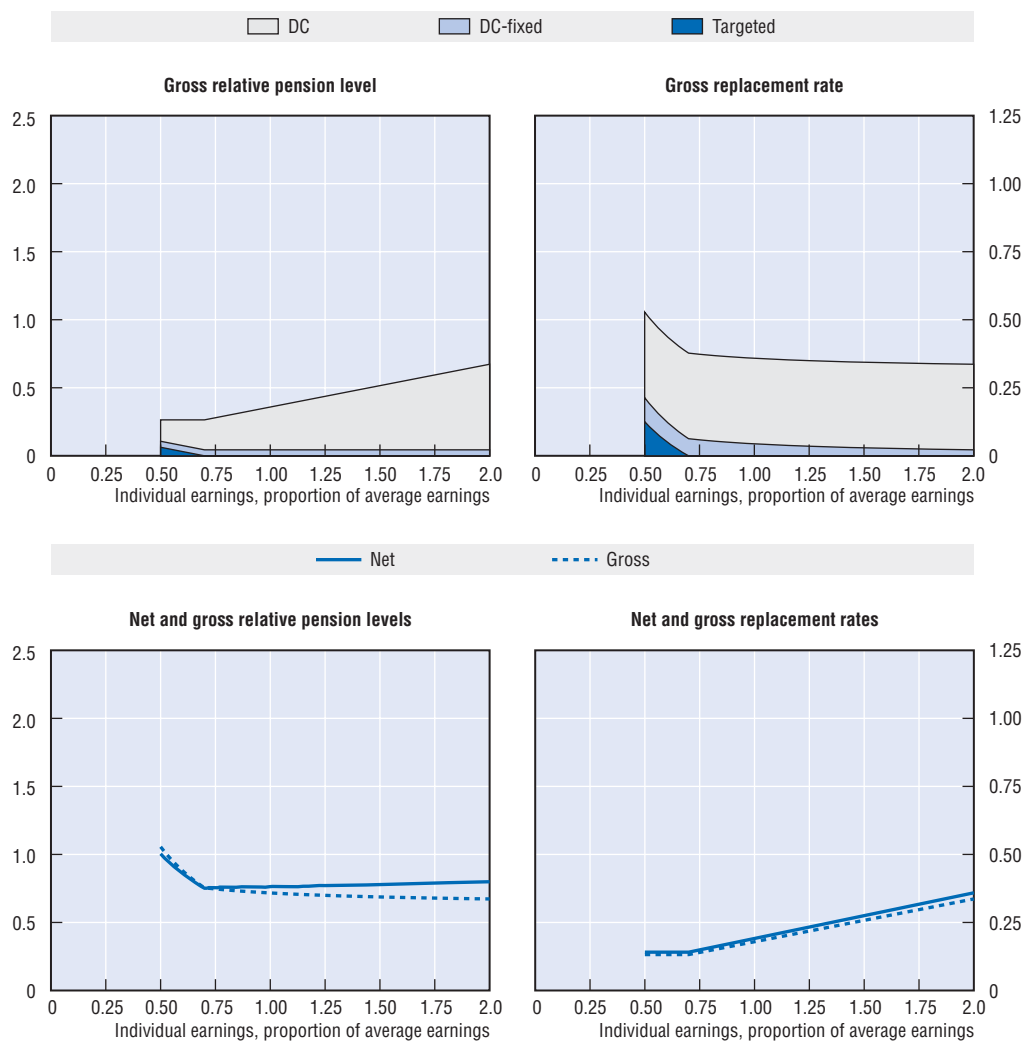 DC DC-fixed Targeted
Gross relative pension level
2.5
2.0
1.5
1.0
0.5
0
0 0.25 0.50 0.75 1.00 1.25 1.50 1.75 2.0
Individual earnings, proportion of average earnings
Gross replacement rate
1.25
1.00
0.75
0.50
0.25
0
0 0.25 0.50 0.75 1.00 1.25 1.50 1.75 2.0
Individual earnings, proportion of average earnings
Net Gross
Net and gross relative pension levels
2.5
2.0
1.5
1.0
0.5
0
0 0.25 0.50 0.75 1.00 1.25 1.50 1.75 2.0
Individual earnings, proportion of average earnings
Net and gross replacement rates
1.25
1.00
0.75
0.50
0.25
0
0 0.25 0.50 0.75 1.00 1.25 1.50 1.75 2.0
Individual earnings, proportion of average earnings